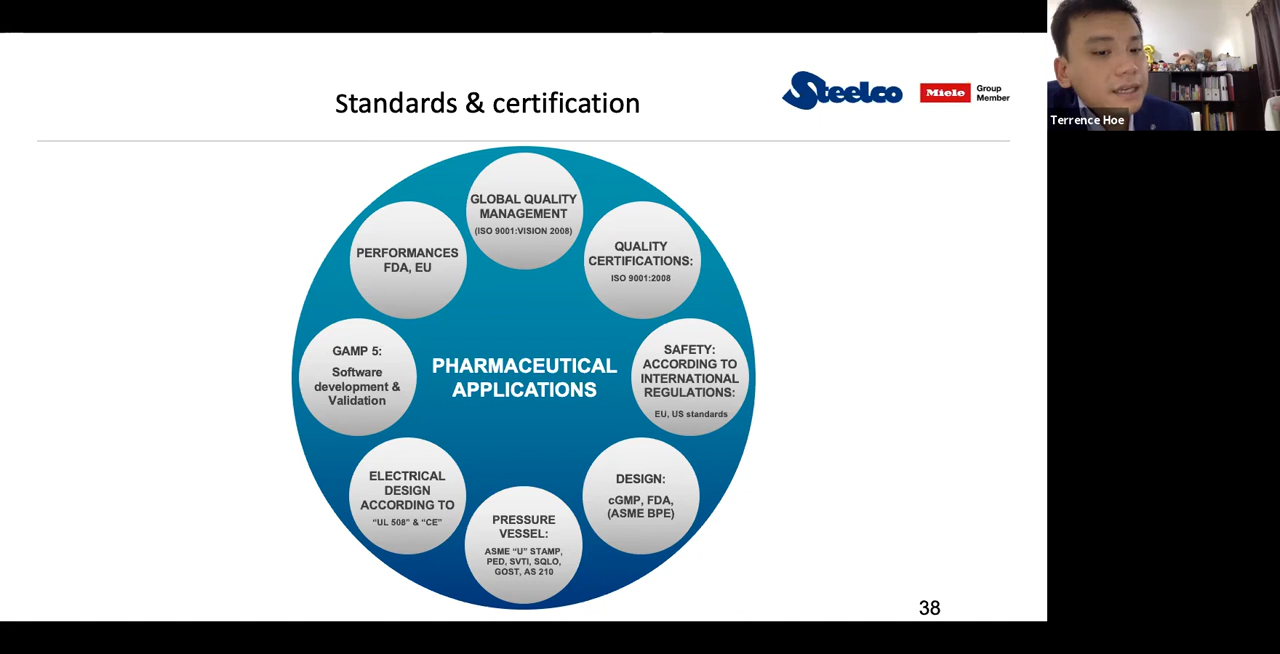 Standards & certification
Steelco
Miele
Group
Member
Terrence Hoe
GLOBAL QUALITY
MANAGEMENT
(ISO 9001:VISION 2008)
QUALITY
CERTIFICATIONS:
ISO 9001:2008
SAFETY:
ACCORDING TO
INTERNATIONAL
REGULATIONS:
EU, US standards
DESIGN:
cGMP, FDA,
(ASME BPE)
PRESSURE
VESSEL:
ASME “U” STAMP,
PED, SVTI, SQLO,
GOST, AS 210
ELECTRICAL
DESIGN
ACCORDING TO
“UL 508” & “CE”
GAMP 5:
Software
development &
Validation
PERFORMANCES
FDA, EU
PHARMACEUTICAL
APPLICATIONS
38